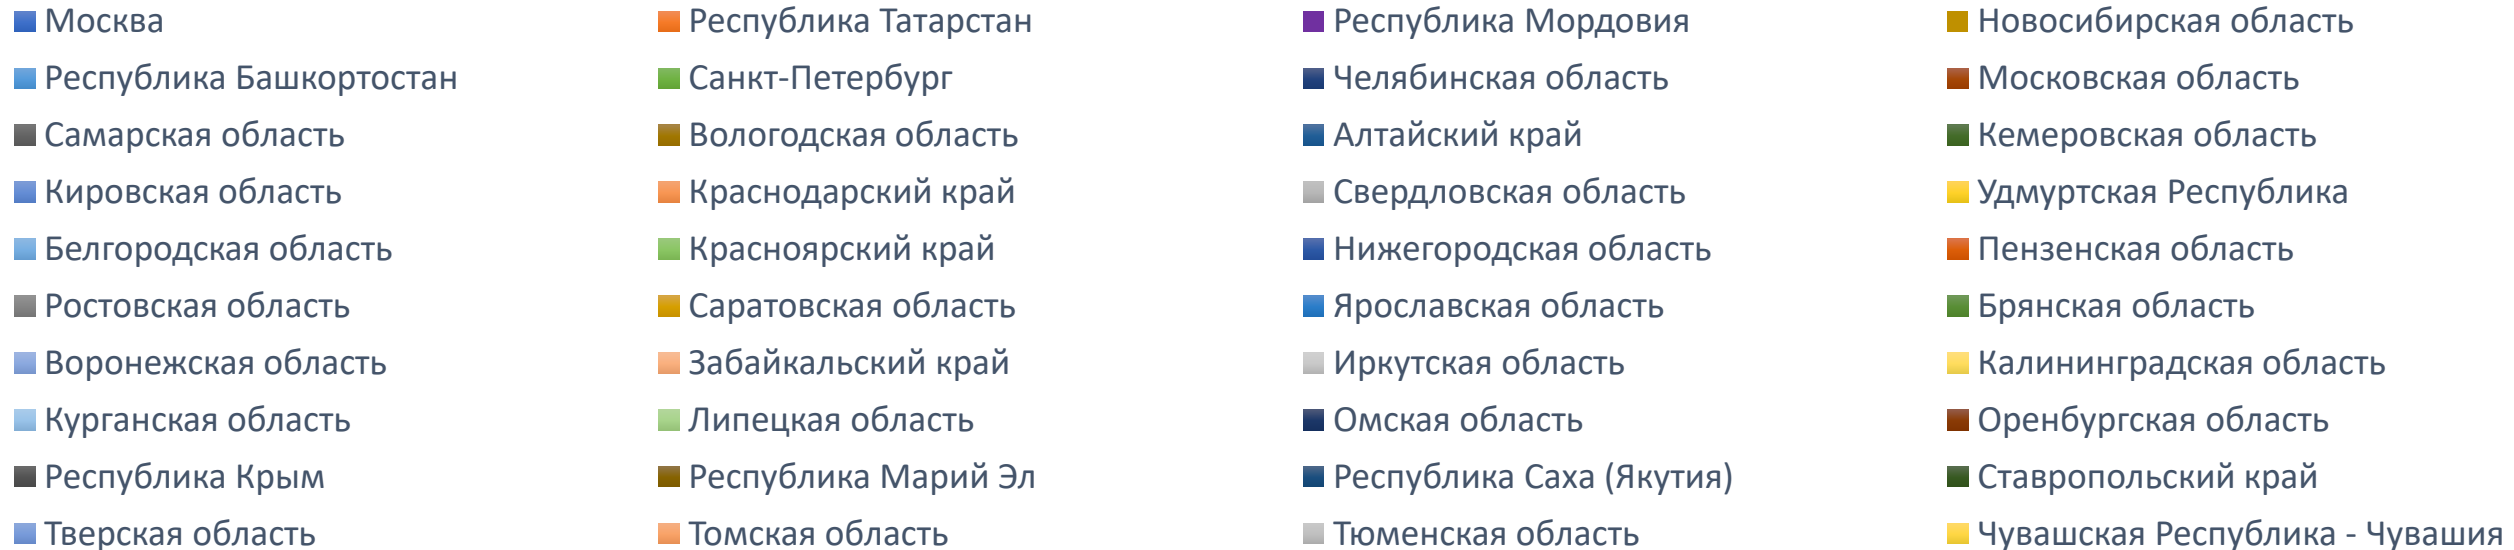 Москва
Республика Татарстан
Республика Мордовия
Новосибирская область
Республика Башкортостан
Санкт-Петербург
Челябинская область
Московская область
Самарская область
Вологодская область
Алтайский край
Кемеровская область
Кировская область
Краснодарский край
Свердловская область
Удмуртская Республика
Белгородская область
Красноярский край
Нижегородская область
Пензенская область
Ростовская область
Саратовская область
Ярославская область
Брянская область
Воронежская область
Забайкальский край
Иркутская область
Калининградская область
Курганская область
Липецкая область
Омская область
Оренбургская область
Республика Крым
Республика Марий Эл
Республика Саха (Якутия)
Ставропольский край
Тверская область
Томская область
Тюменская область
Чувашская Республика - Чувашия